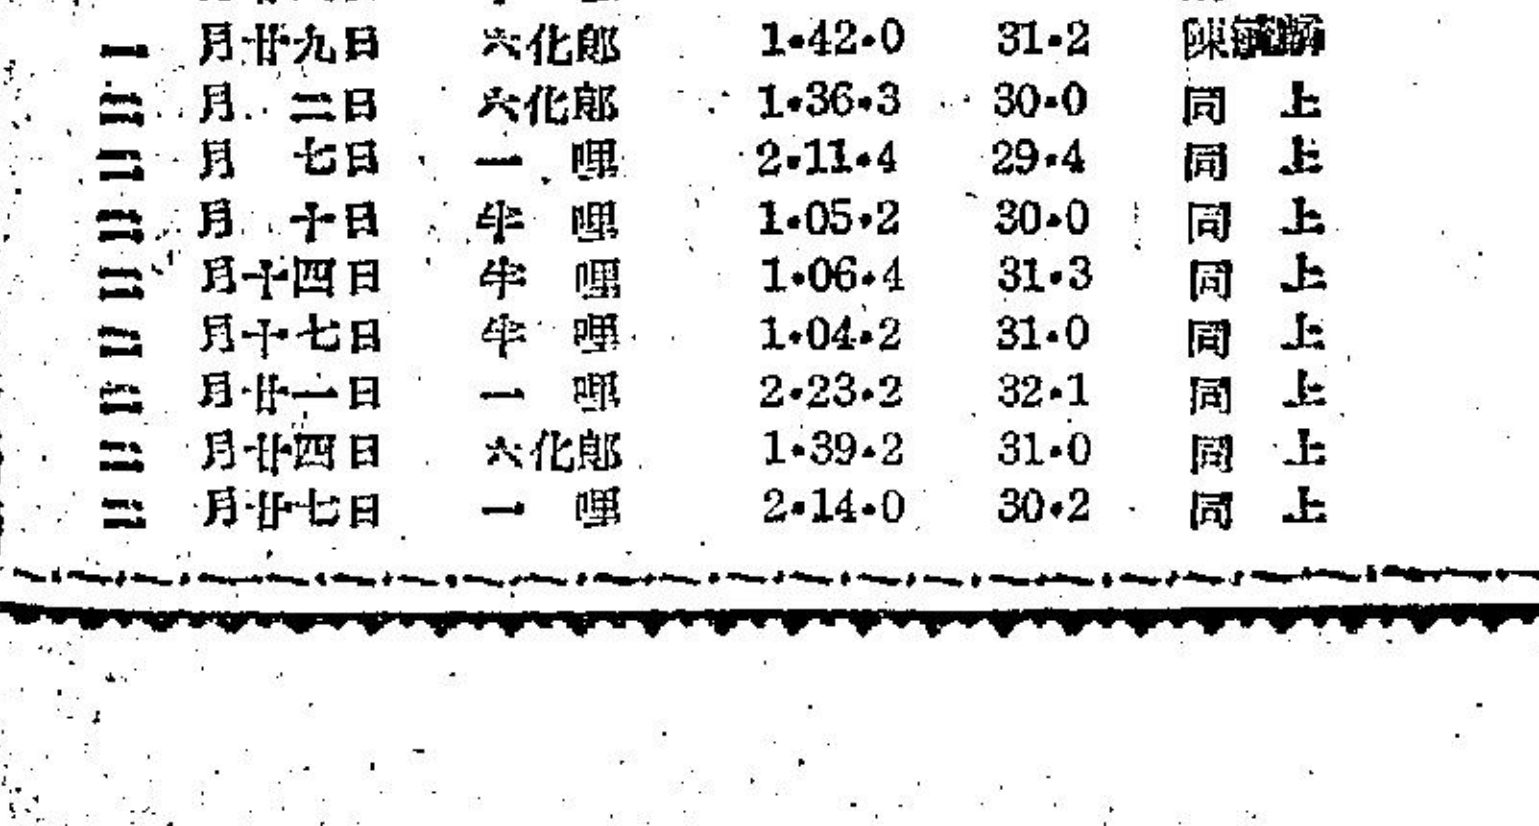 一月廿九日 六化郎 1•42•0 31•2 陳
二月 二日 六化郎 1•36•3 30•0 同上
二月 七日 一哩 2•11•4 29•4 同上
二月 十日 半哩 1•05•2 30•0 同上
二月十四日 半哩 1•06•4 31•3 同上
二月十七日 半哩 1•04•2 31•0 同上
二月廿一日 一哩 2•23•2 32•1 同上
二月廿四日 六化郎 1•39•2 31•0 同上
二月廿七日 一哩 2•14•0 30•2 同上